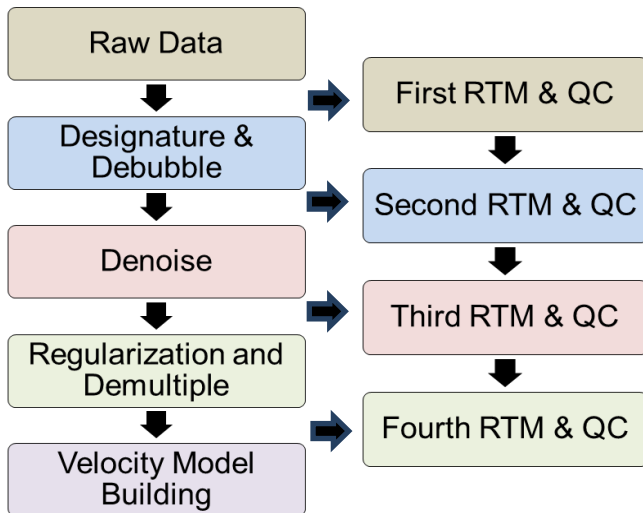 Raw Data
Designature &
Debubble
Denoise
Regularization and
Demultiple
Velocity Model
Building
First RTM & QC
Second RTM & QC
Third RTM & QC
Fourth RTM & QC